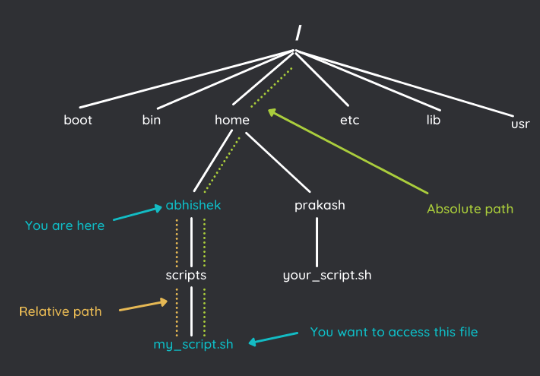 /
boot
bin
home
etc
lib
usr
abhishek
prakash
Absolute path
You are here
scripts
your_script.sh
Relative path
You want to access this file
my_script.sh